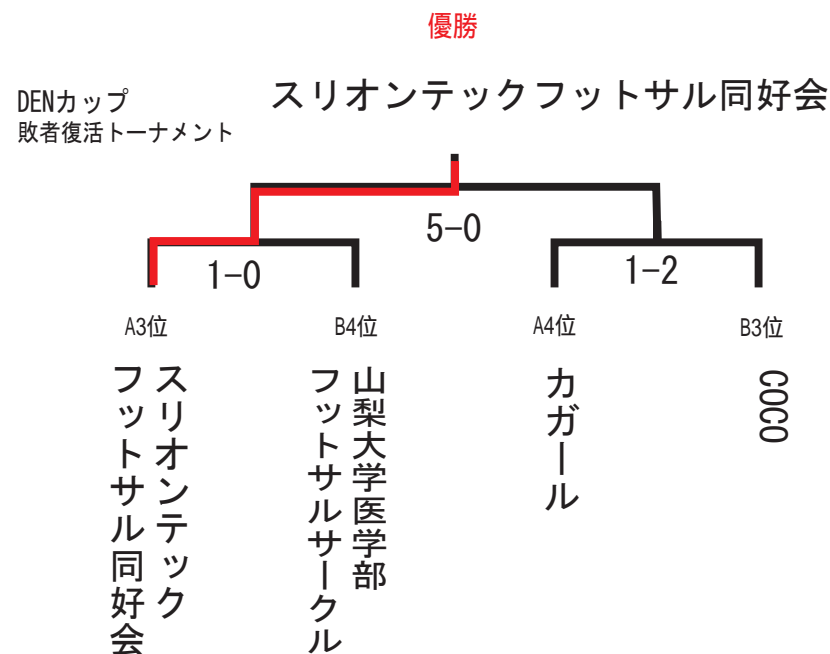 優勝
スリオンテックフットサル同好会
DENカップ
敗者復活トーナメント
5-0
1-0
1-2
A3位
B4位
A4位
B3位
スリオンテック
フットサル同好会
山梨大学医学部
フットサルサークル
カガール
COCO